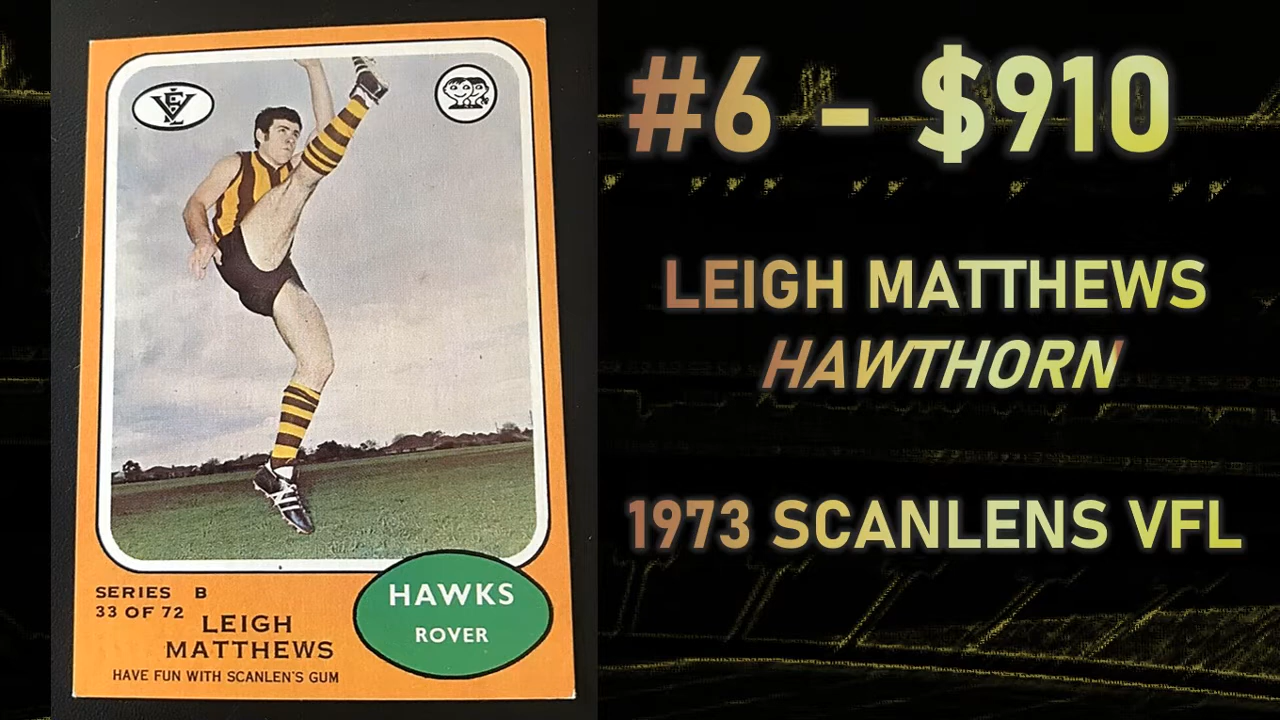 VFL
SERIES B
33 OF 72
LEIGH
MATTHEWS
HAVE FUN WITH SCANLEN'S GUM
HAWKS
ROVER
#6 – $910
LEIGH MATTHEWS
HAWTHORN
1973 SCANLENS VFL